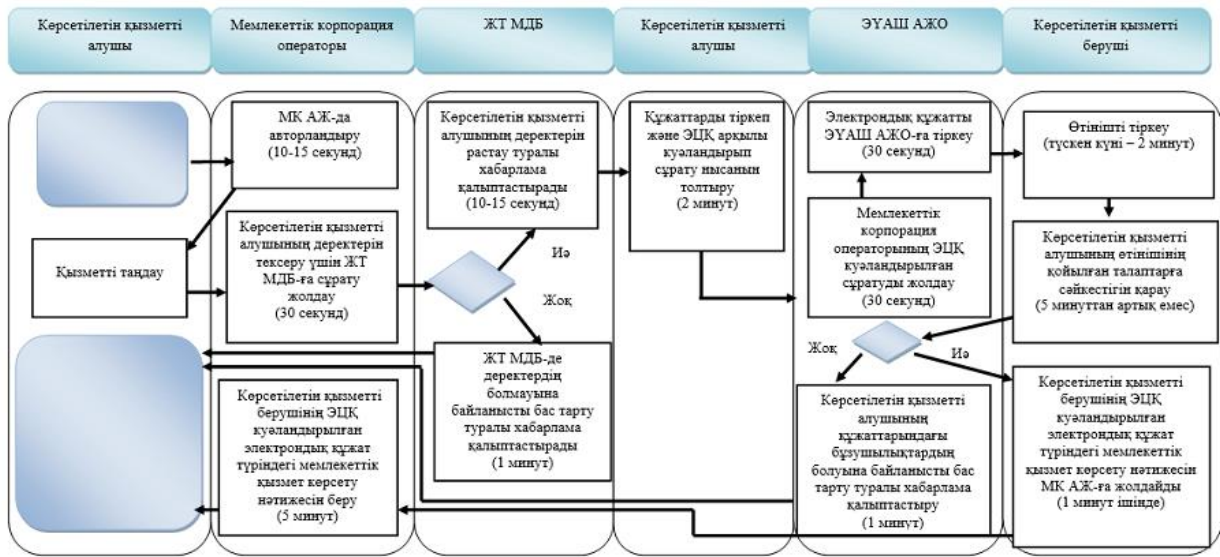 Көрсетілетін қызметті
алушы
Мемлекеттік корпорация
операторы
ЖТ МДБ
Көрсетілетін қызметті
алушы
ЭҮАШ АЖО
Көрсетілетін қызметті
беруші
МК АЖ-да
авторландыру
(10-15 секунд)
Қызметті таңдау
Көрсетілетін қызметті
алушының деректерін
тексеру үшін ЖТ
МДБ-ға сұрату
жолдау
(30 секунд)
Көрсетілетін қызметті
берушінің ЭЦҚ
куәландырылған
электрондық құжат
түріндегі мемлекеттік
қызмет көрсету
нәтижесін беру
(5 минут)
Көрсетілетін қызметті
алушының деректерін
растау туралы
хабарлама
қалыптастырады
(10-15 секунд)
Иә
Жоқ
ЖТ МДБ-де
деректердің
болмауына
байланысты бас тарту
туралы хабарлама
қалыптастырады
(1 минут)
Құжаттарды тіркеп
және ЭЦҚ арқылы
куәландырып
сұрату нысанын
толтыру
(2 минут)
Электрондық құжатты
ЭҮАШ АЖО-ға тіркеу
(30 секунд)
Мемлекеттік
корпорация
операторының ЭЦҚ
куәландырылған
сұратуды жолдау
(30 секунд)
Жоқ
Иә
Көрсетілетін қызметті
алушының
құжаттарындағы
бұзушылықтардың
болуына байланысты бас
тарту туралы хабарлама
қалыптастыру
(1 минут)
Өтінішті тіркеу
(түскен күні – 2 минут)
Көрсетілетін қызметті
алушының өтінішінің
қойылған талаптарға
сәйкестігін қарау
(5 минуттан артық емес)
Көрсетілетін қызметті
берушінің ЭЦҚ
куәландырылған
электрондық құжат
түріндегі мемлекеттік
қызмет көрсету нәтижесін
МК АЖ-ға жолдайды
(1 минут ішінде)